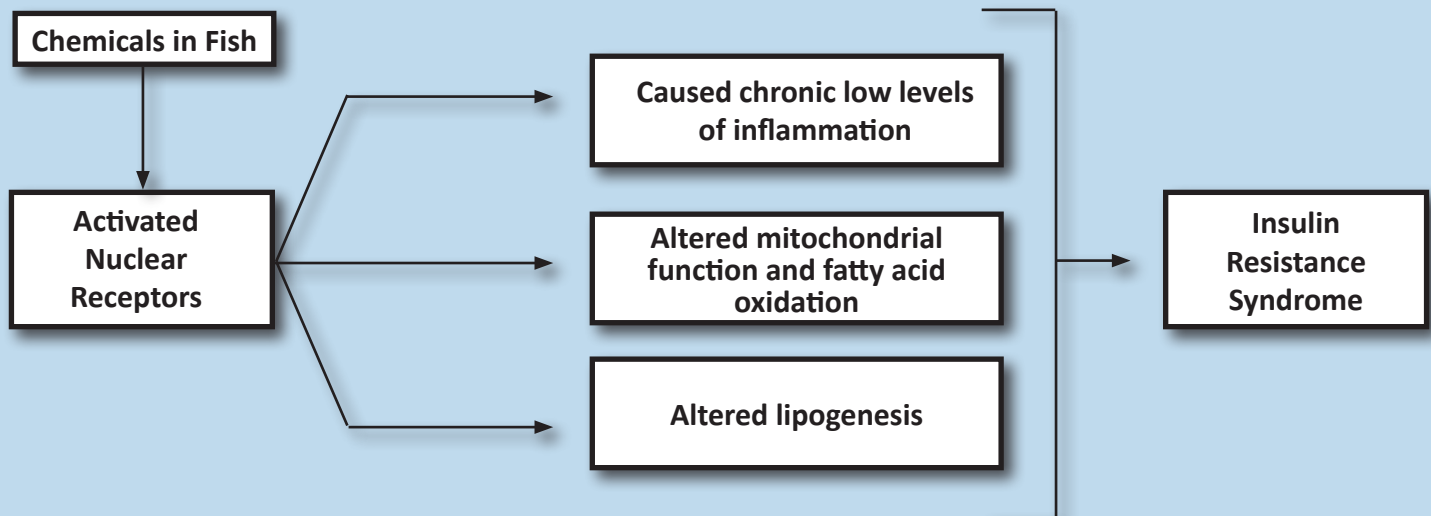 Chemicals in Fish
Activated
Nuclear
Receptors
Caused chronic low levels
of inflammation
Altered mitochondrial
function and fatty acid
oxidation
Altered lipogenesis
Insulin
Resistance
Syndrome